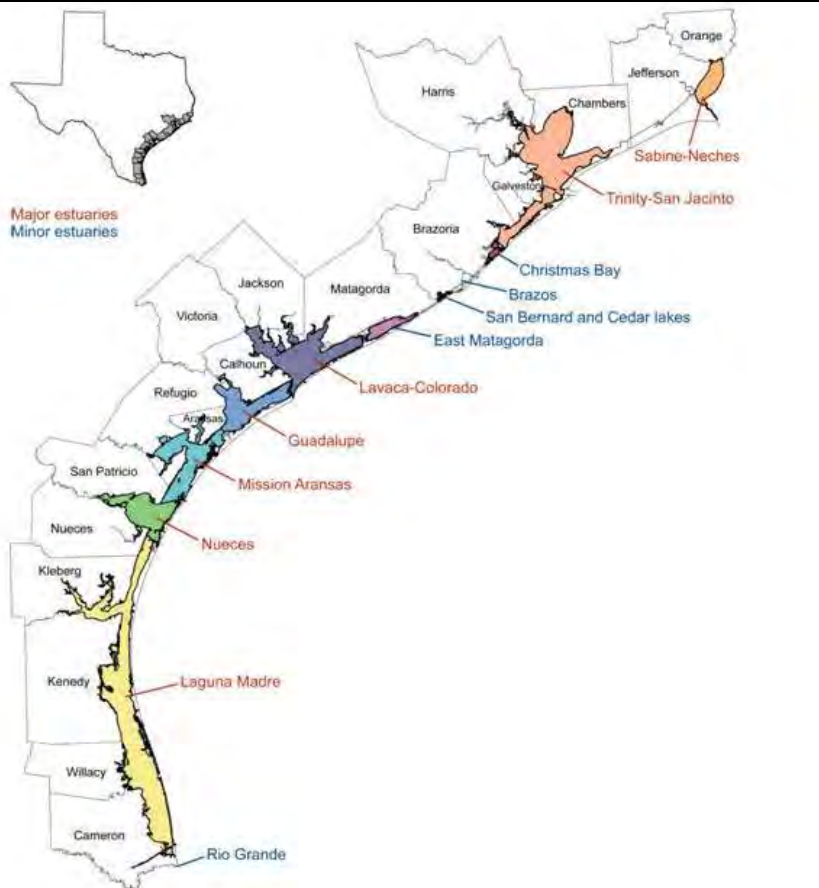 Orange
Jefferson
Harris
Chambers
Sabine-Neches
Galveston
Trinity-San Jacinto
Major estuaries
Minor estuaries
Brazoria
Christmas Bay
Jackson
Matagorda
Brazos
Victoria
San Bernard and Cedar lakes
East Matagorda
Calhoun
Lavaca-Colorado
Refugio
Aransas
Guadalupe
San Patricio
Mission Aransas
Nueces
Nueces
Kleberg
Kenedy
Laguna Madre
Willacy
Cameron
Rio Grande